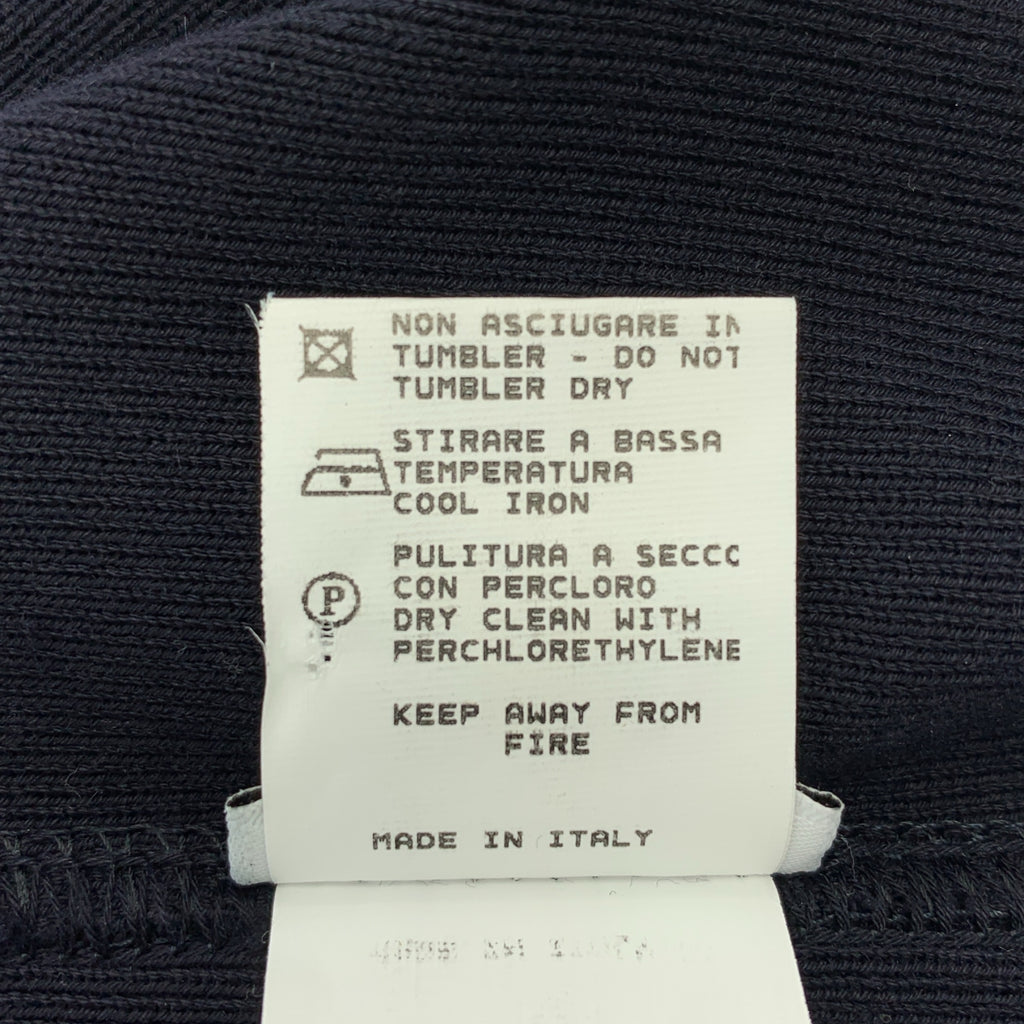 NON ASCIUGARE IN
TUMBLER - DO NOT
TUMBLER DRY
STIRARE A BASSA
TEMPERATURA
COOL IRON
PULITURA A SECCO
CON PERCLORO
P
DRY CLEAN WITH
PERCHLORETHYLENE
KEEP AWAY FROM
FIRE
MADE IN ITALY